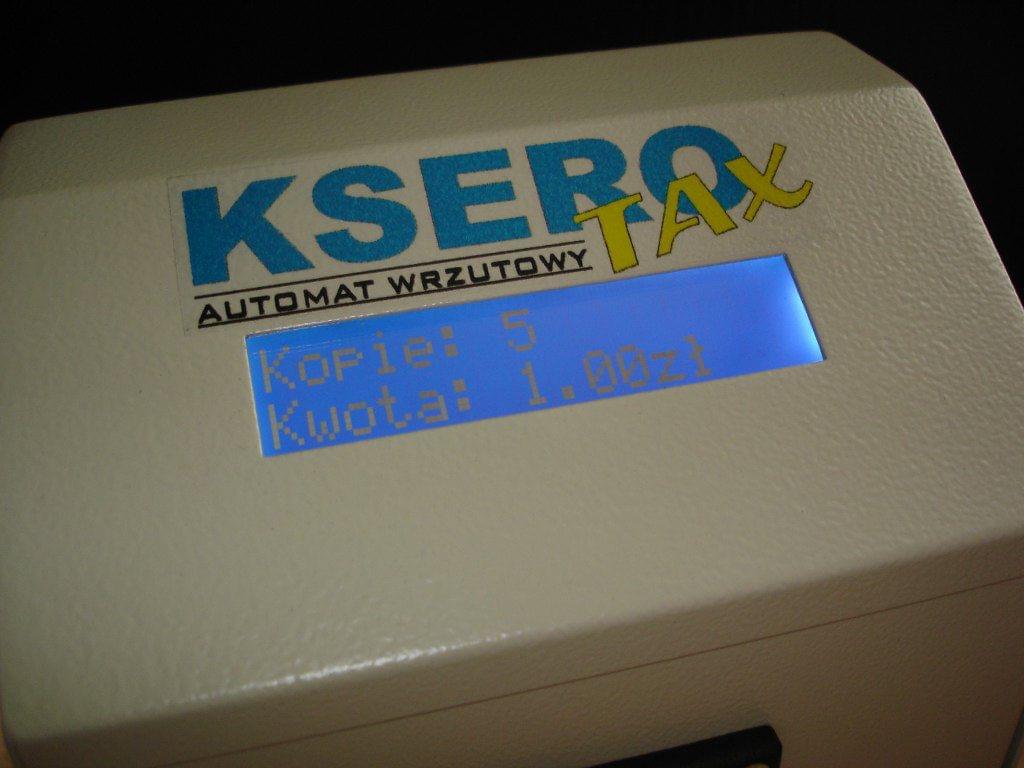 KSERO TAX
AUTOMAT WRZUTOWY
Kopie: 5
Kwota: 1.00zł